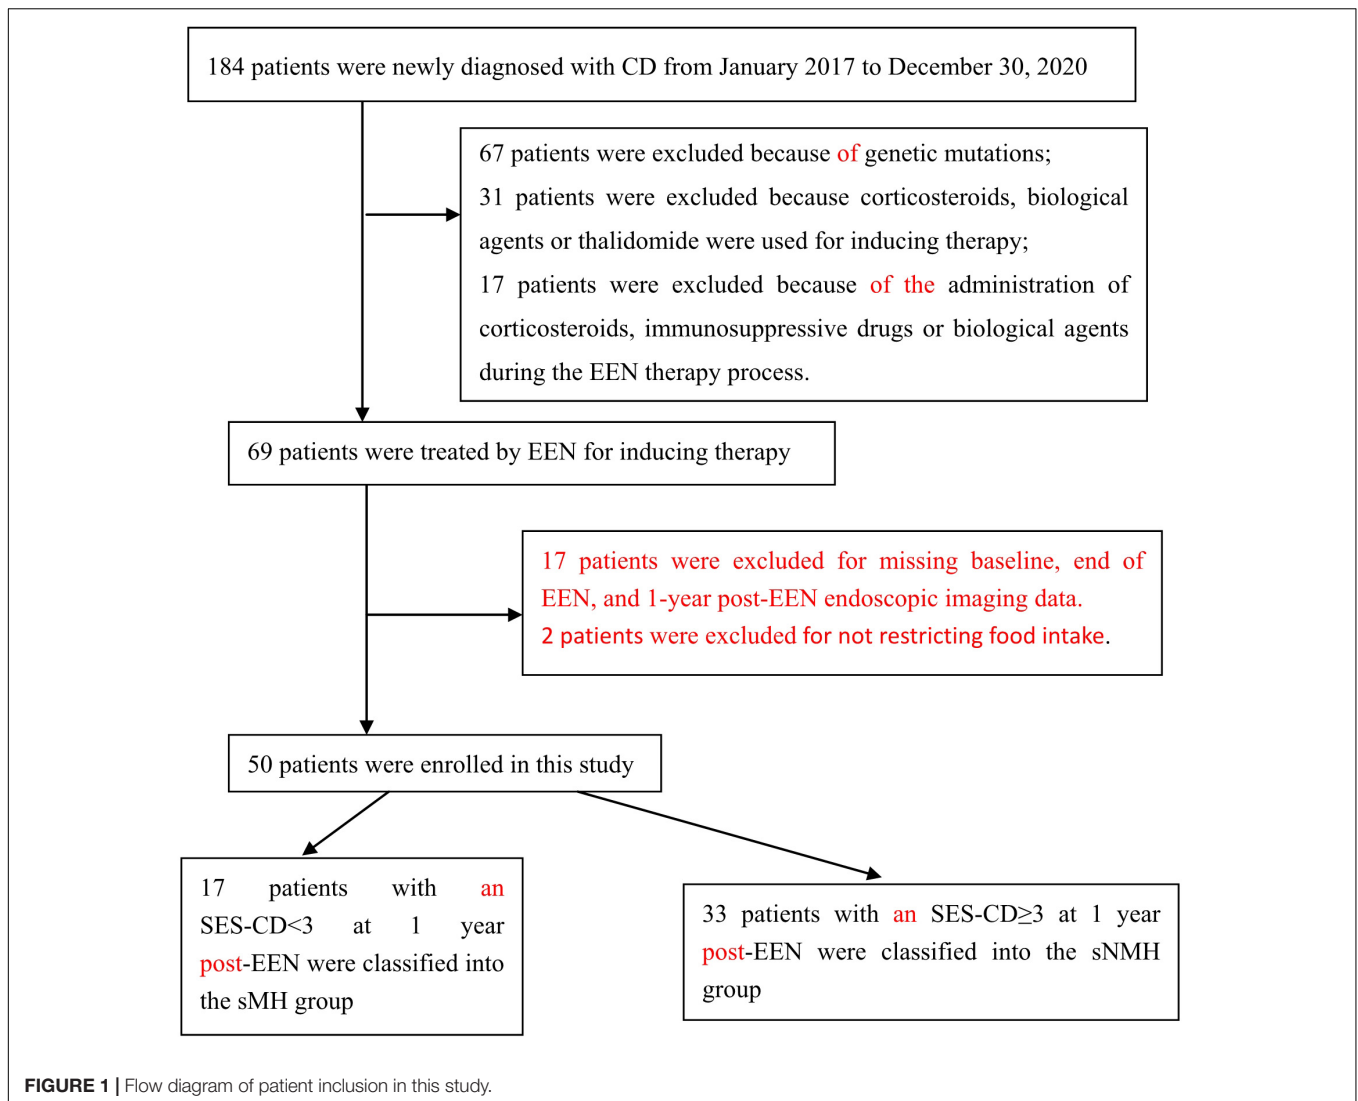 184 patients were newly diagnosed with CD from January 2017 to December 30, 2020
67 patients were excluded because of genetic mutations;
31 patients were excluded because corticosteroids, biological
agents or thalidomide were used for inducing therapy;
17 patients were excluded because of the administration of
corticosteroids, immunosuppressive drugs or biological agents
during the EEN therapy process.
69 patients were treated by EEN for inducing therapy
17 patients were excluded for missing baseline, end of
EEN, and 1-year post-EEN endoscopic imaging data.
2 patients were excluded for not restricting food intake.
50 patients were enrolled in this study
17 patients with an
SES-CD<3 at 1 year
post-EEN were classified into
the sMH group
33 patients with an SES-CD≥3 at 1 year
post-EEN were classified into the sNMH
group
FIGURE 1 | Flow diagram of patient inclusion in this study.